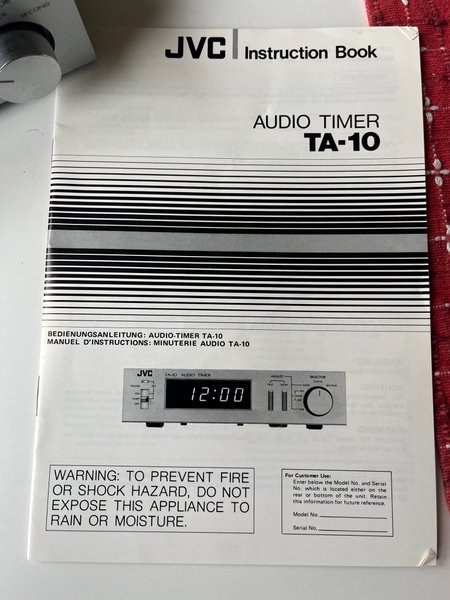 SECOND
JVC Instruction Book
AUDIO TIMER
TA-10
BEDIENUNGSANLEITUNG: AUDIO-TIMER TA-10
MANUEL D'INSTRUCTIONS: MINUTERIE AUDIO TA-10
JVC
TA-10 AUDIO TIMER
ADJUST
SELECTOR
POWER
12:00
WARNING: TO PREVENT FIRE
OR SHOCK HAZARD, DO NOT
EXPOSE THIS APPLIANCE TO
RAIN OR MOISTURE.
For Customer Use:
Enter below the Model No. and Serial
No. which is located either on the
rear or bottom of the unit. Retain
this information for future reference.
Model No.
Serial No.